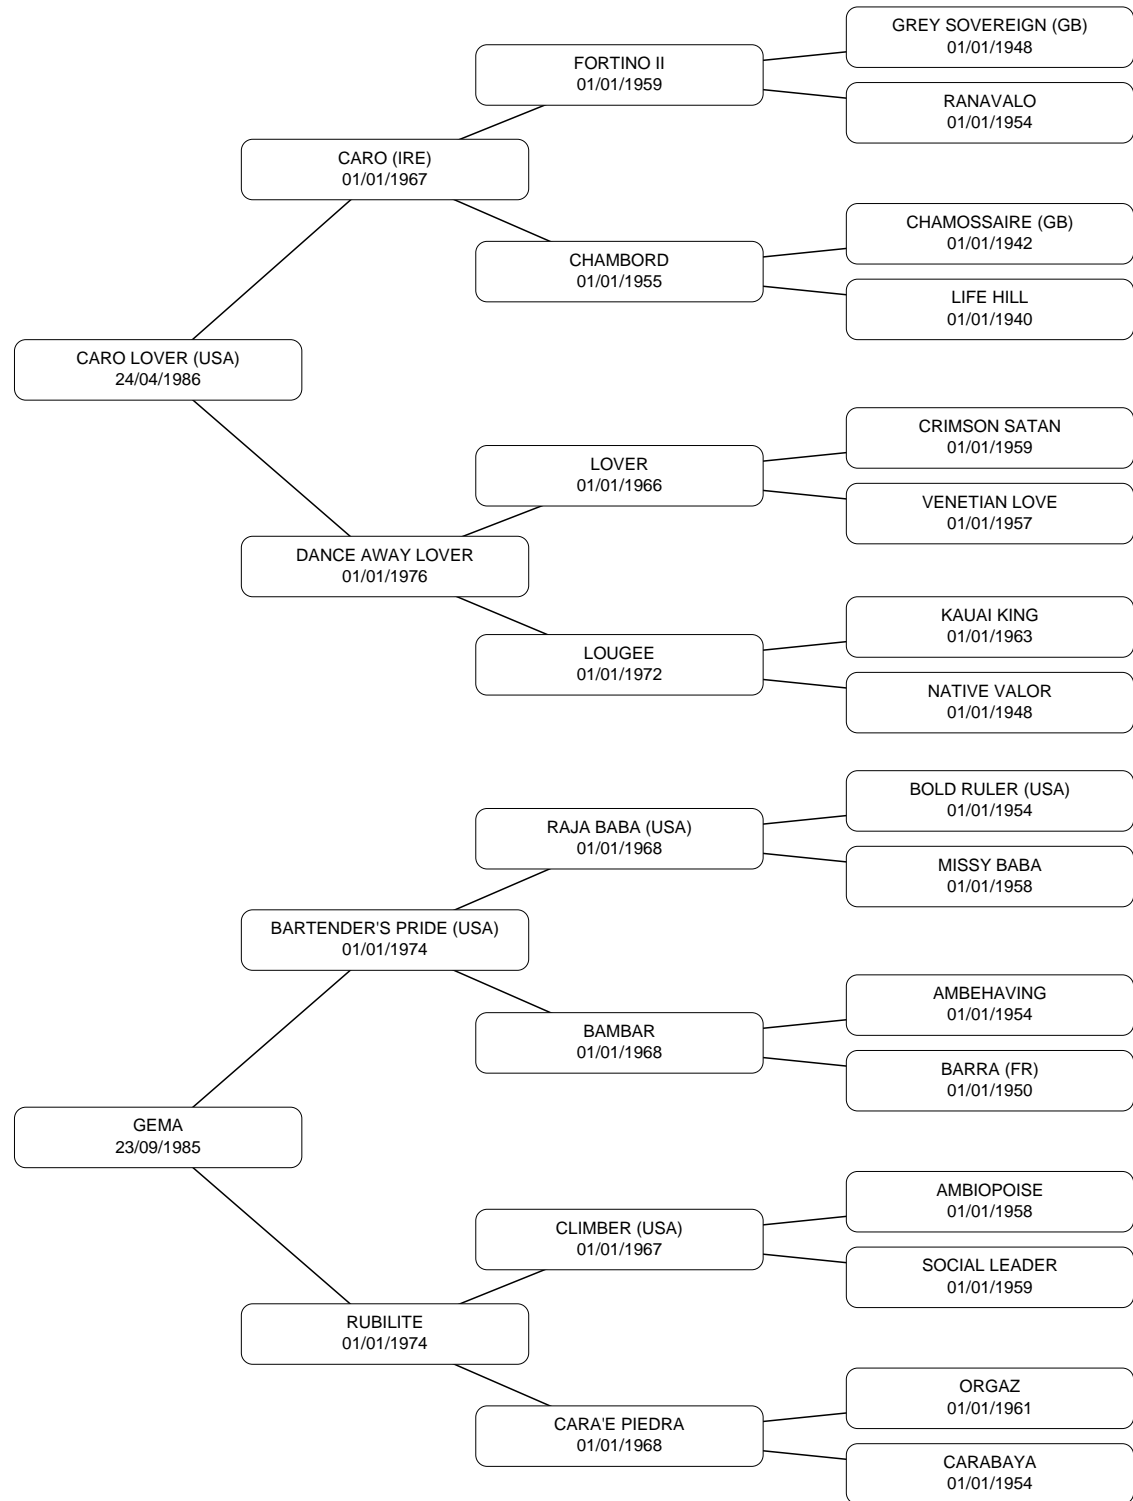 GREY SOVEREIGN (GB)
01/01/1948
FORTINO II
01/01/1959
RANAVALO
01/01/1954
CARO (IRE)
01/01/1967
CHAMOSSAIRE (GB)
01/01/1942
CHAMBORD
01/01/1955
LIFE HILL
01/01/1940
CARO LOVER (USA)
24/04/1986
CRIMSON SATAN
01/01/1959
LOVER
01/01/1966
VENETIAN LOVE
01/01/1957
DANCE AWAY LOVER
01/01/1976
KAUAI KING
01/01/1963
LOUGEE
01/01/1972
NATIVE VALOR
01/01/1948
BOLD RULER (USA)
01/01/1954
RAJA BABA (USA)
01/01/1968
MISSY BABA
01/01/1958
BARTENDER'S PRIDE (USA)
01/01/1974
AMBEHAVING
01/01/1954
BAMBAR
01/01/1968
BARRA (FR)
01/01/1950
GEMA
23/09/1985
AMBIOPOISE
01/01/1958
CLIMBER (USA)
01/01/1967
SOCIAL LEADER
01/01/1959
RUBILITE
01/01/1974
ORGAZ
01/01/1961
CARA'E PIEDRA
01/01/1968
CARABAYA
01/01/1954